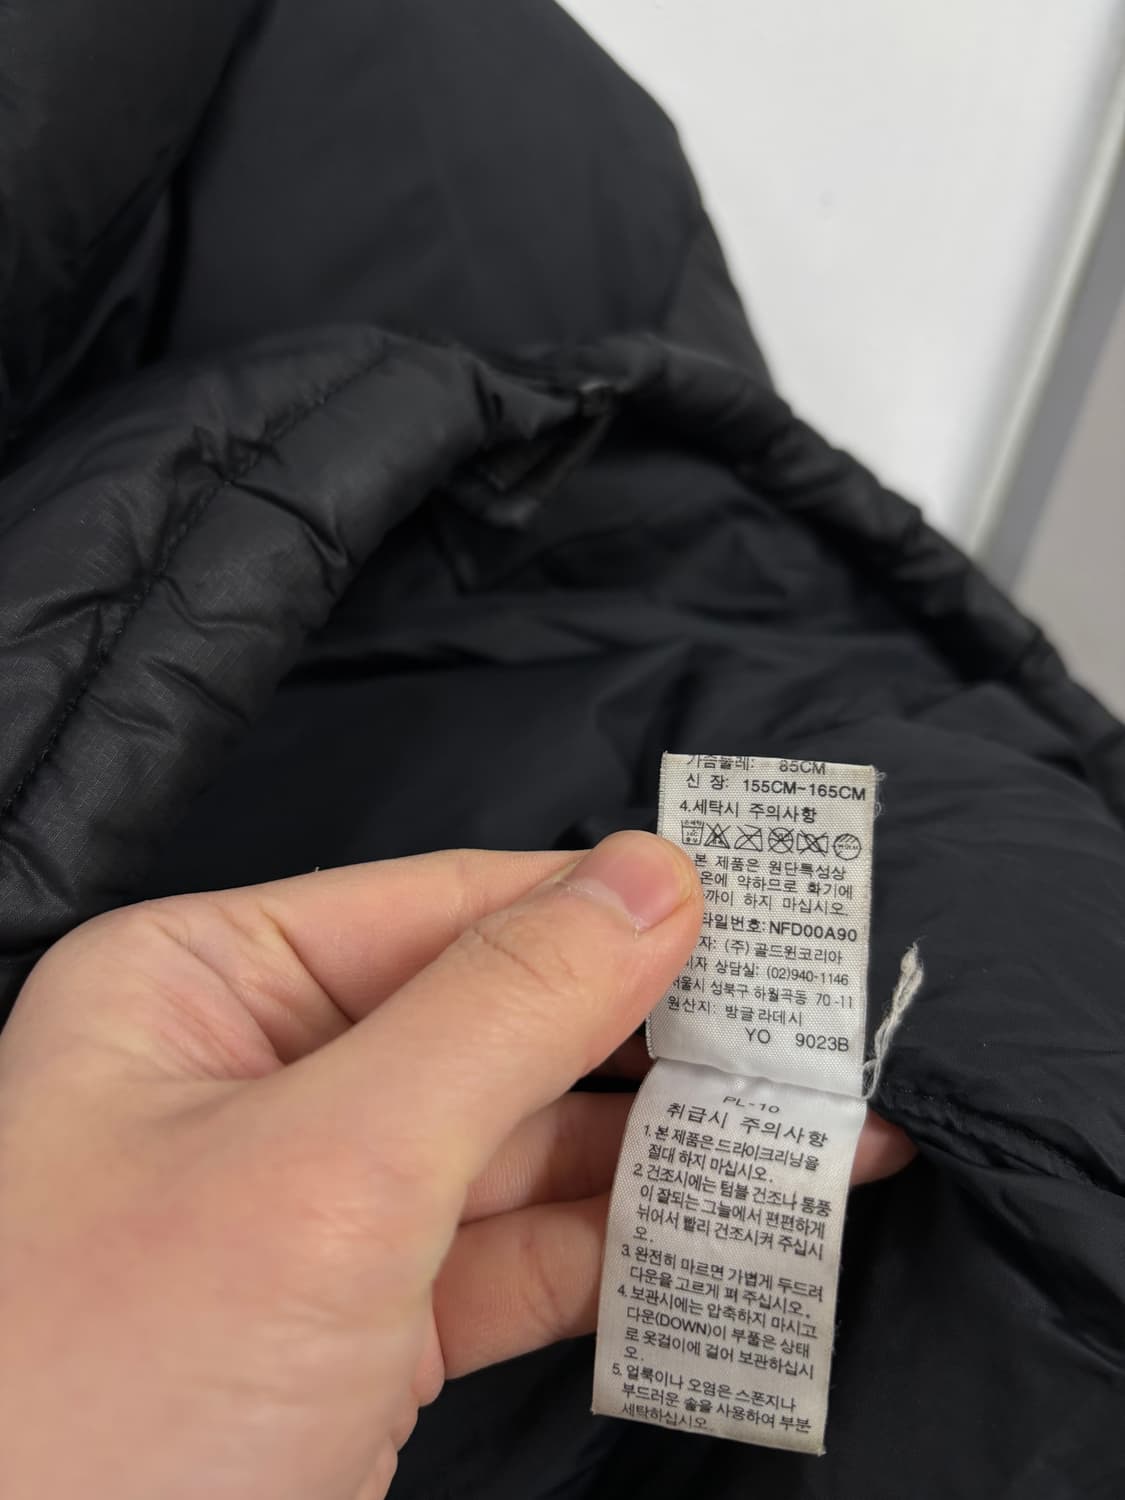 가슴둘레: 85CM
신 장: 155CM~165CM
4.세탁시 주의사항
본 제품은 원단특성상
온에 약하므로 화기에
까이 하지 마십시오.
타일번호:NFD00A90
자: (주)골드윈코리아
자 상담실: (02)940-1146
서울시 성북구 하월곡동 70-11
원산지: 방글라데시
YO 9023B
PL-10
취급시 주의사항
1.본 제품은 드라이크리닝을
절대 하지 마십시오.
2.건조시에는 텀블 건조나 통풍
이 잘되는 그늘에서 편편하게
뉘어서 빨리 건조시켜 주십시
오.
3.완전히 마르면 가볍게 두드려
다운을 고르게 펴 주십시오.
4.보관시에는 압축하지 마시고
다운(DOWN)이 부풀은 상태
로 옷걸이에 걸어 보관하십시
오.
5.얼룩이나 오염은 스폰지나
부드러운 솔을 사용하여 부분
세탁하십시오.